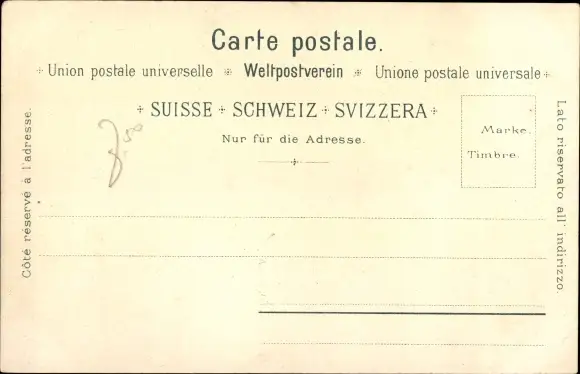 Carte postale.
Union postale universelle Weltpostverein Unione postale universale
SUISSE SCHWEIZ SVIZZERA
Nur für die Adresse.
Marke.
Timbre.
Côté réservé à l'adresse.
Lato riservato all' indirizzo.